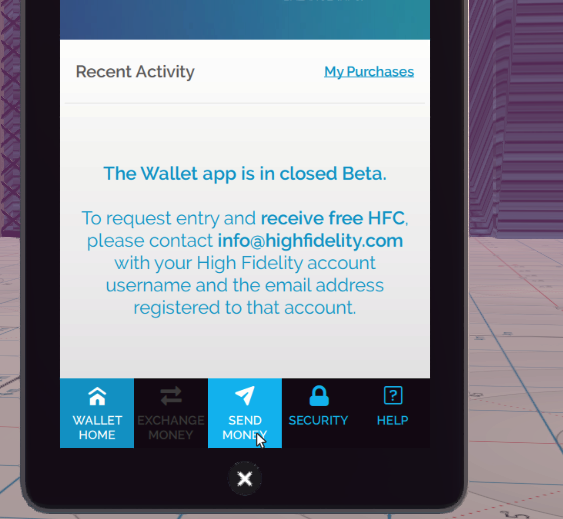 Recent Activity My Purchases
The Wallet app is in closed Beta.
To request entry and receive free HFC,
please contact info@highfidelity.com
with your High Fidelity account
username and the email address
registered to that account.
WALLET HOME
EXCHANGE MONEY
SEND MONEY
SECURITY
HELP